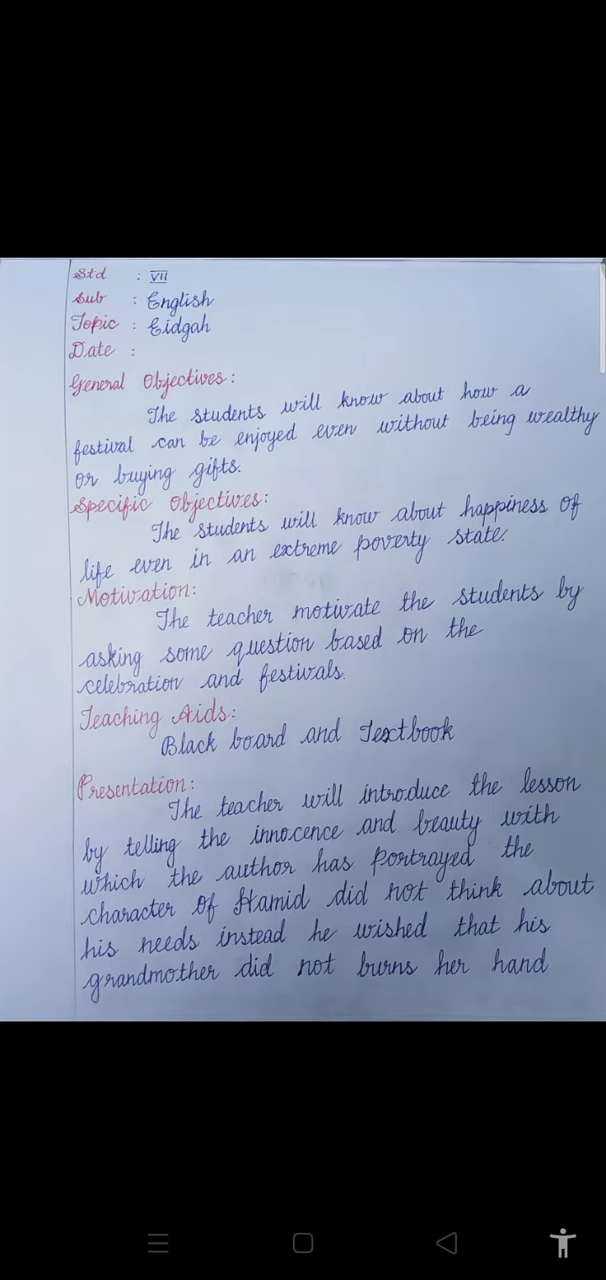 Std : VII
Sub : English
Topic : Eidgah
Date :
General Objectives :
The students will know about how a
festival can be enjoyed even without being wealthy
or buying gifts.
Specific Objectives :
The students will know about happiness of
life even in an extreme poverty state.
Motivation :
The teacher motivate the students by
asking some question based on the
celebration and festivals.
Teaching Aids :
Black board and Textbook
Presentation :
The teacher will introduce the lesson
by telling the innocence and beauty with
which the author has portrayed the
character of Hamid did not think about
his needs instead he wished that his
grandmother did not burns her hand